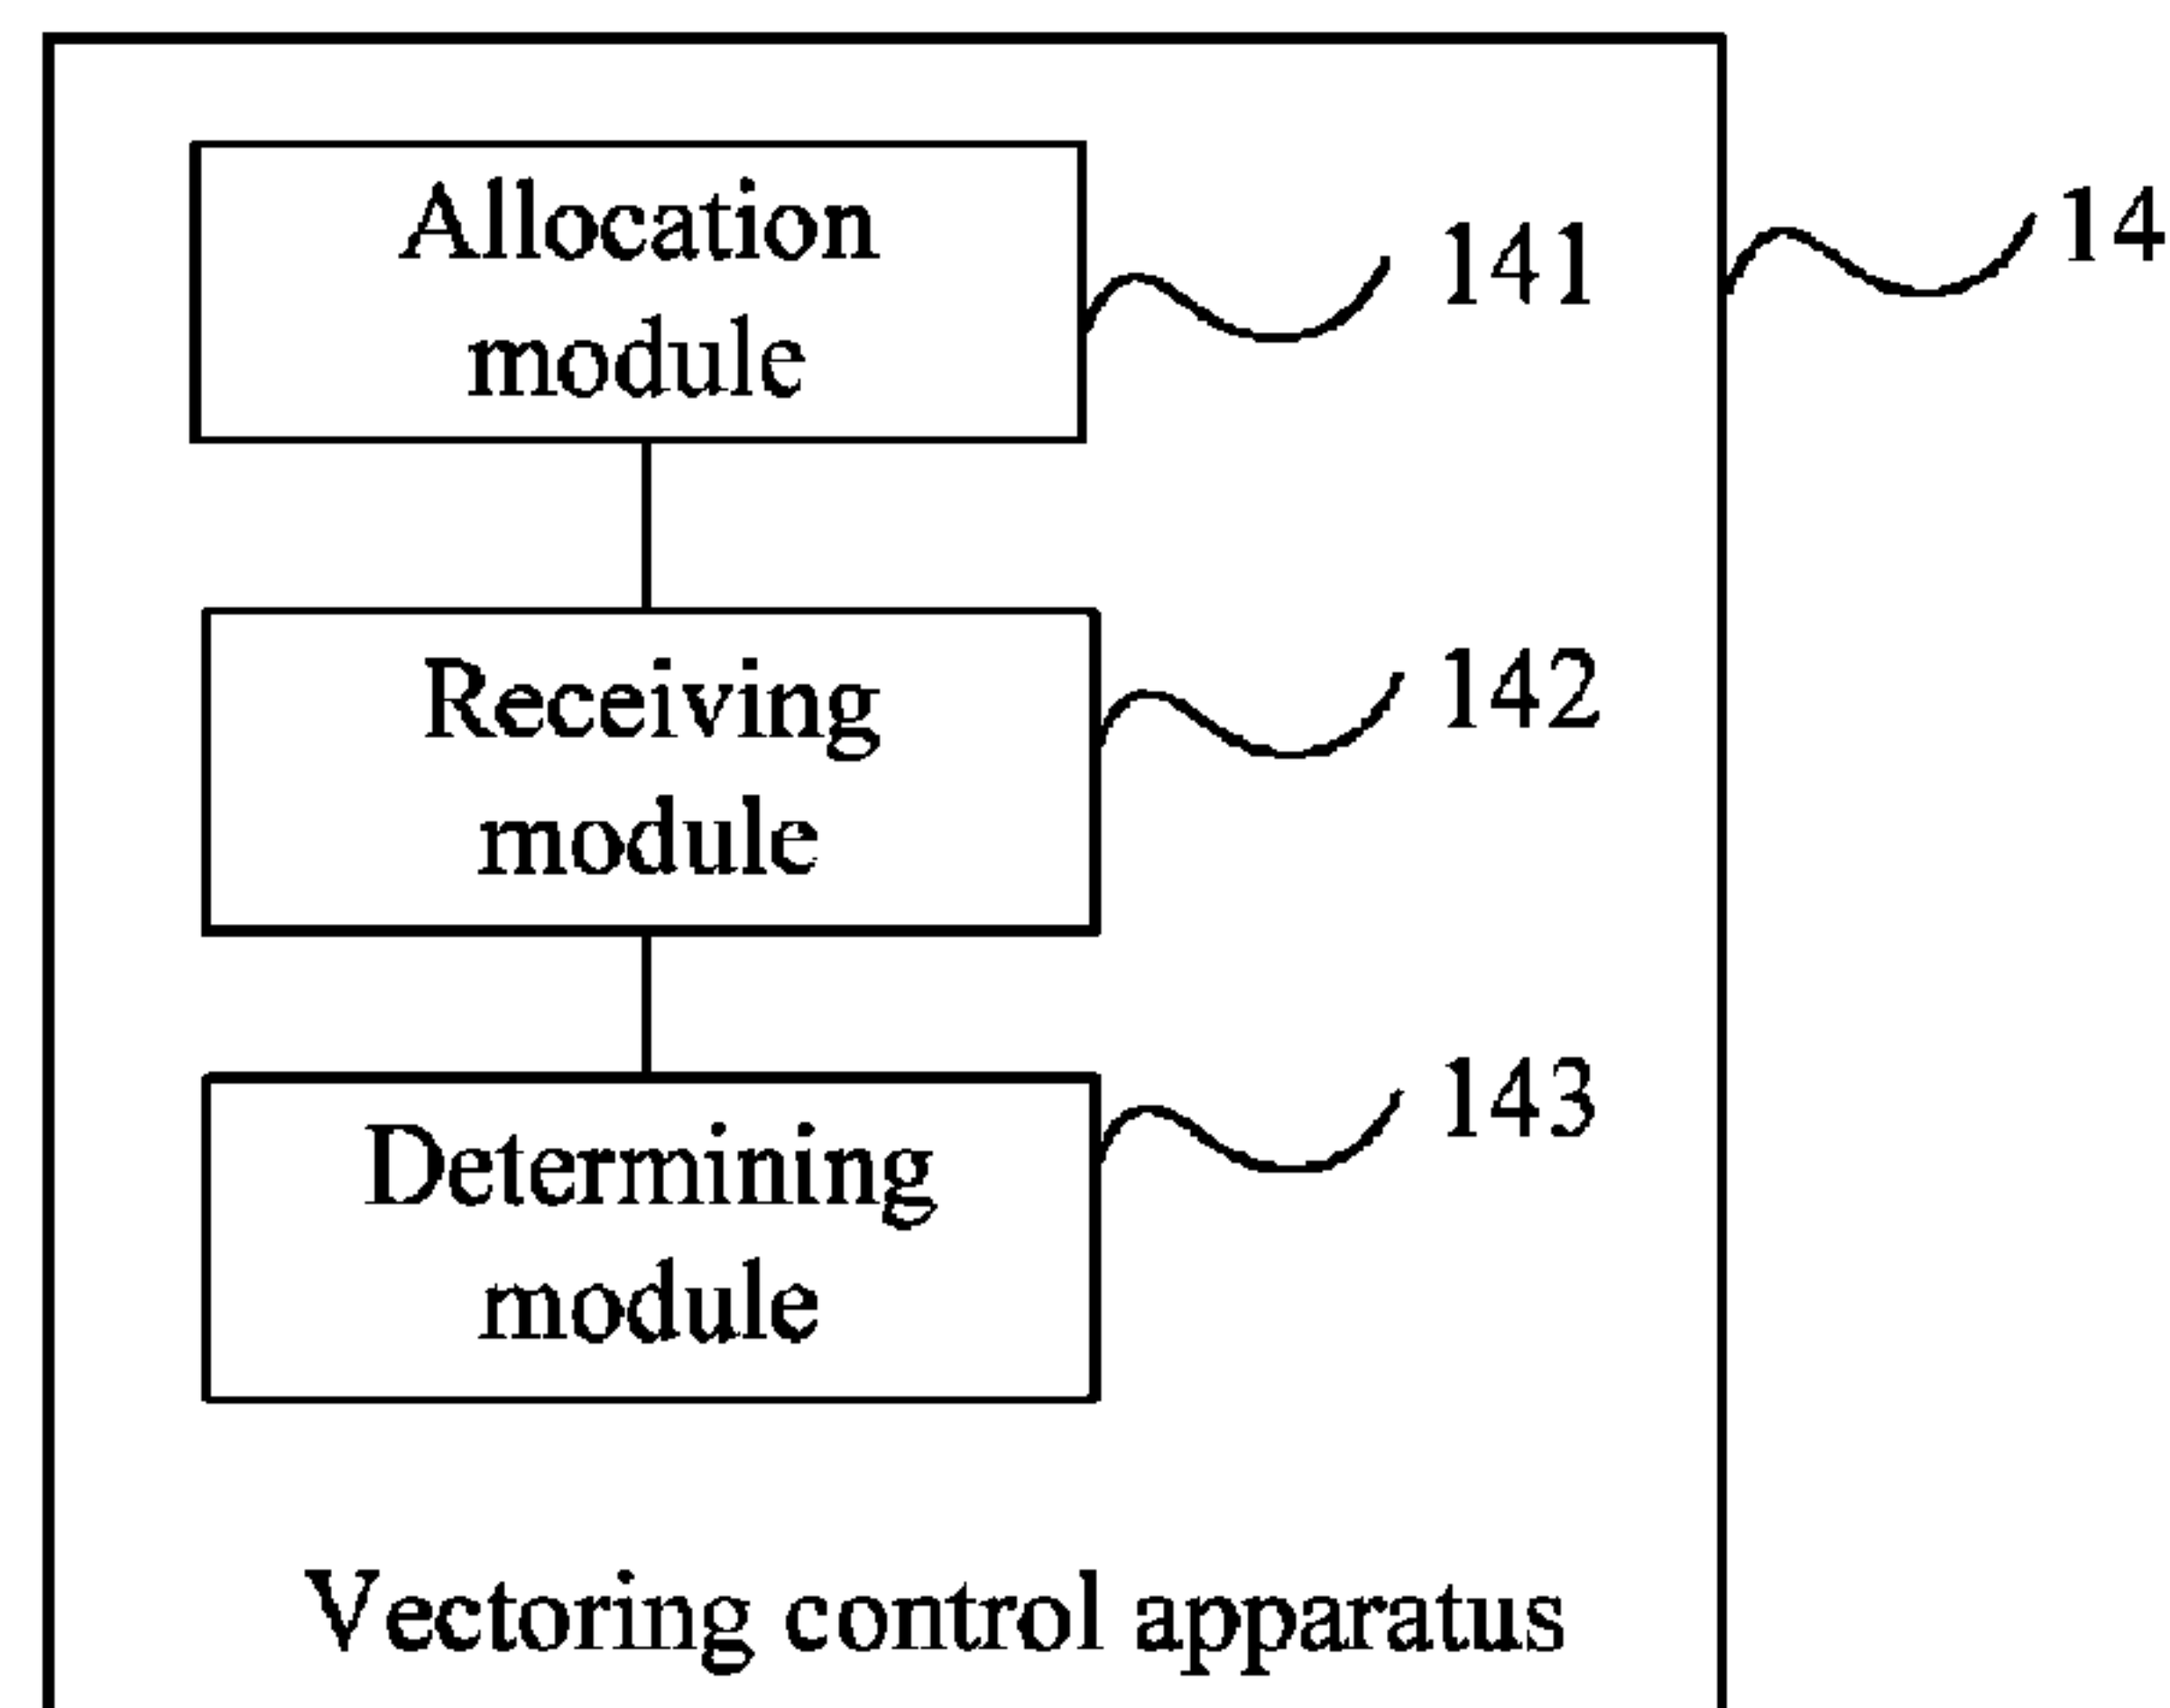 Allocation
module
141
14
Receiving
module
142
Determining
module
143
Vectoring control apparatus